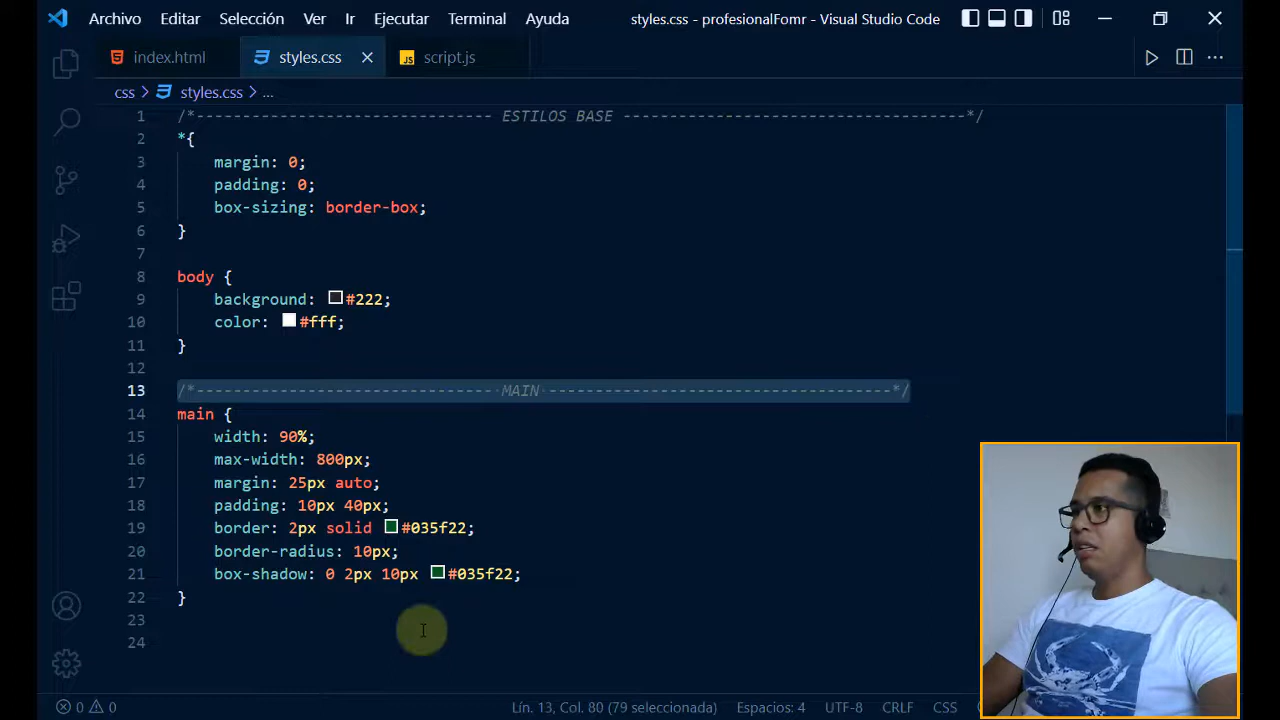 Archivo Editar Selección Ver Ir Ejecutar Terminal Ayuda styles.css - profesionalFomr - Visual Studio Code
index.html styles.css script.js
css > styles.css > ...
1 /*-------------------------------- ESTILOS BASE -------------------------------------*/
2 *{
3 margin: 0;
4 padding: 0;
5 box-sizing: border-box;
6 }
7
8 body {
9 background: #222;
10 color: #fff;
11 }
12
13 /*--------------------------------- MAIN -------------------------------------*/
14 main {
15 width: 90%;
16 max-width: 800px;
17 margin: 25px auto;
18 padding: 10px 40px;
19 border: 2px solid #035f22;
20 border-radius: 10px;
21 box-shadow: 0 2px 10px #035f22;
22 }
23
24
0 0 Lín. 13, Col. 80 (79 seleccionada) Espacios: 4 UTF-8 CRLF CSS